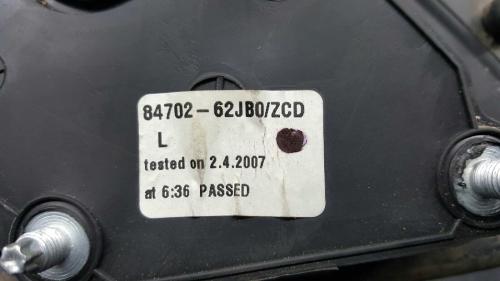 84702-62JB0/ZCD
L
tested on 2.4.2007
at 6:36 PASSED